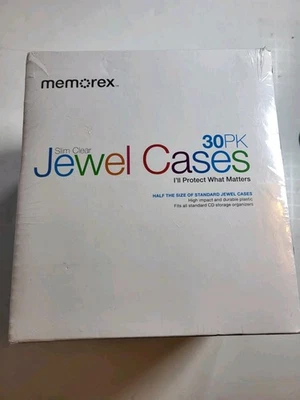 memorex™
30PK
Slim Clear
Jewel Cases
I'll Protect What Matters
HALF THE SIZE OF STANDARD JEWEL CASES
High impact and durable plastic
Fits all standard CD storage organizers